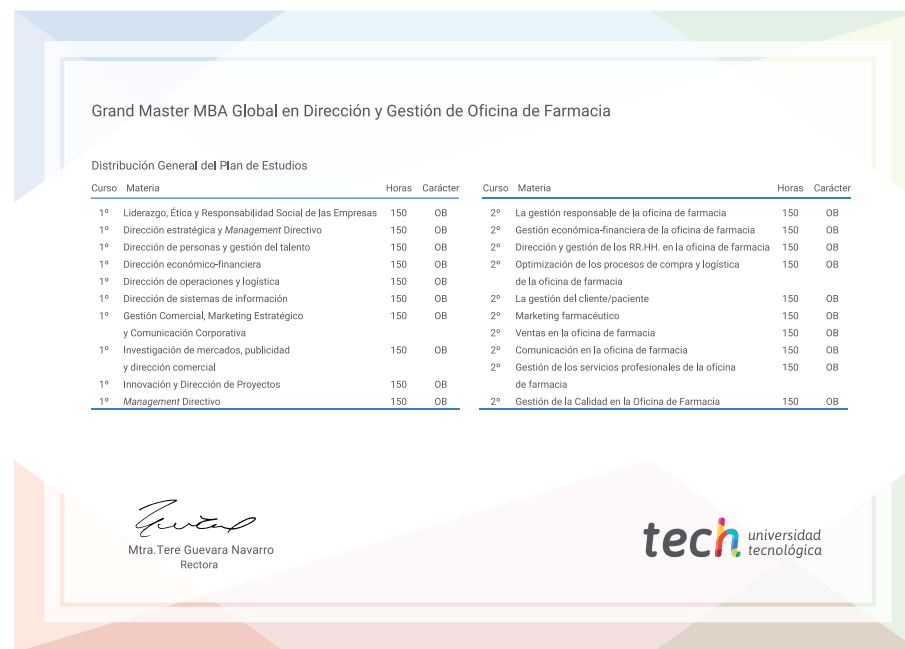 Grand Master MBA Global en Dirección y Gestión de Oficina de Farmacia
Distribución General del Plan de Estudios
Curso Materia Horas Carácter
1º Liderazgo, Ética y Responsabilidad Social de las Empresas 150 OB
1º Dirección estratégica y Management Directivo 150 OB
1º Dirección de personas y gestión del talento 150 OB
1º Dirección económico-financiera 150 OB
1º Dirección de operaciones y logística 150 OB
1º Dirección de sistemas de información 150 OB
1º Gestión Comercial, Marketing Estratégico 150 OB
y Comunicación Corporativa
1º Investigación de mercados, publicidad 150 OB
y dirección comercial
1º Innovación y Dirección de Proyectos 150 OB
1º Management Directivo 150 OB
Curso Materia Horas Carácter
2º La gestión responsable de la oficina de farmacia 150 OB
2º Gestión económica-financiera de la oficina de farmacia 150 OB
2º Dirección y gestión de los RR.HH. en la oficina de farmacia 150 OB
2º Optimización de los procesos de compra y logística 150 OB
de la oficina de farmacia
2º La gestión del cliente/paciente 150 OB
2º Marketing farmacéutico 150 OB
2º Ventas en la oficina de farmacia 150 OB
2º Comunicación en la oficina de farmacia 150 OB
2º Gestión de los servicios profesionales de la oficina 150 OB
de farmacia
2º Gestión de la Calidad en la Oficina de Farmacia 150 OB
Mtra.Tere Guevara Navarro
Rectora
tech universidad
tecnológica